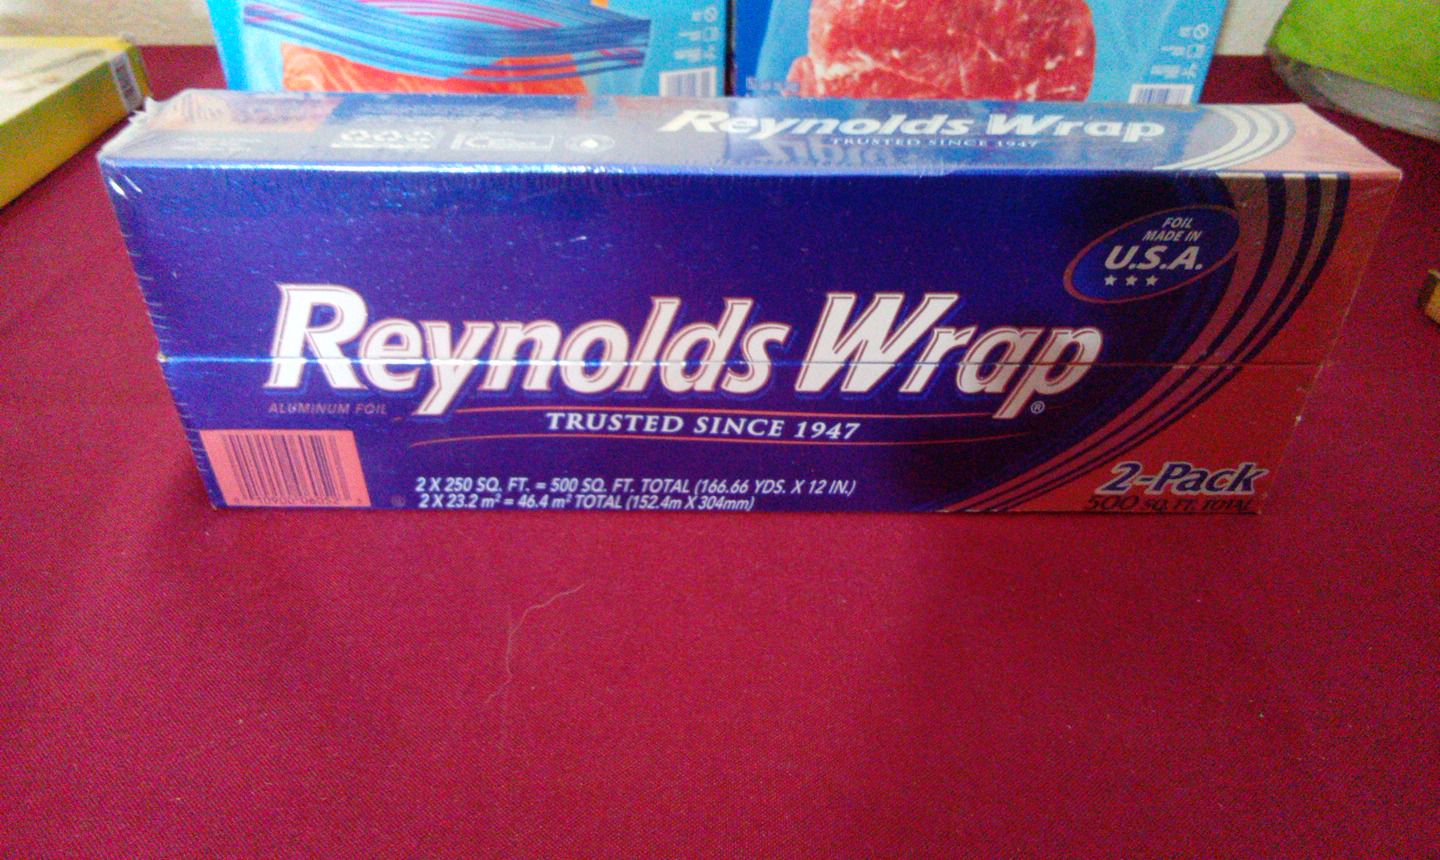 Reynolds Wrap
TRUSTED SINCE 1947
FOIL
MADE IN
U.S.A.
Reynolds Wrap®
ALUMINUM FOIL
TRUSTED SINCE 1947
2 X 250 SQ. FT. = 500 SQ. FT. TOTAL (166.66 YDS. X 12 IN.)
2 X 23.2 m² = 46.4 m² TOTAL (152.4m X 304mm)
2-Pack
500 SQ. FT. TOTAL